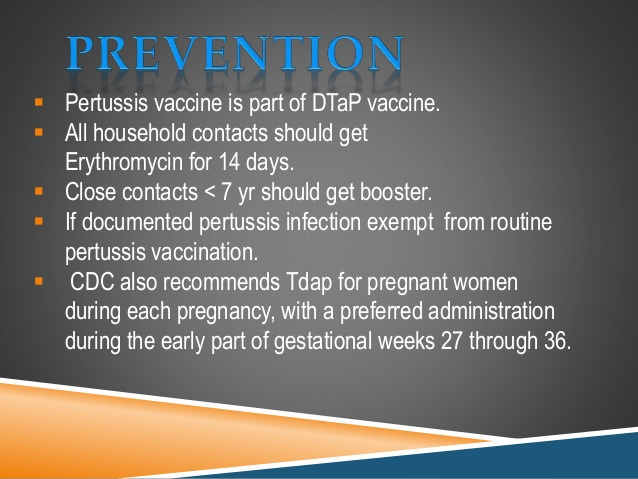 PREVENTION
▪ Pertussis vaccine is part of DTaP vaccine.
▪ All household contacts should get
Erythromycin for 14 days.
▪ Close contacts < 7 yr should get booster.
▪ If documented pertussis infection exempt from routine
pertussis vaccination.
▪ CDC also recommends Tdap for pregnant women
during each pregnancy, with a preferred administration
during the early part of gestational weeks 27 through 36.